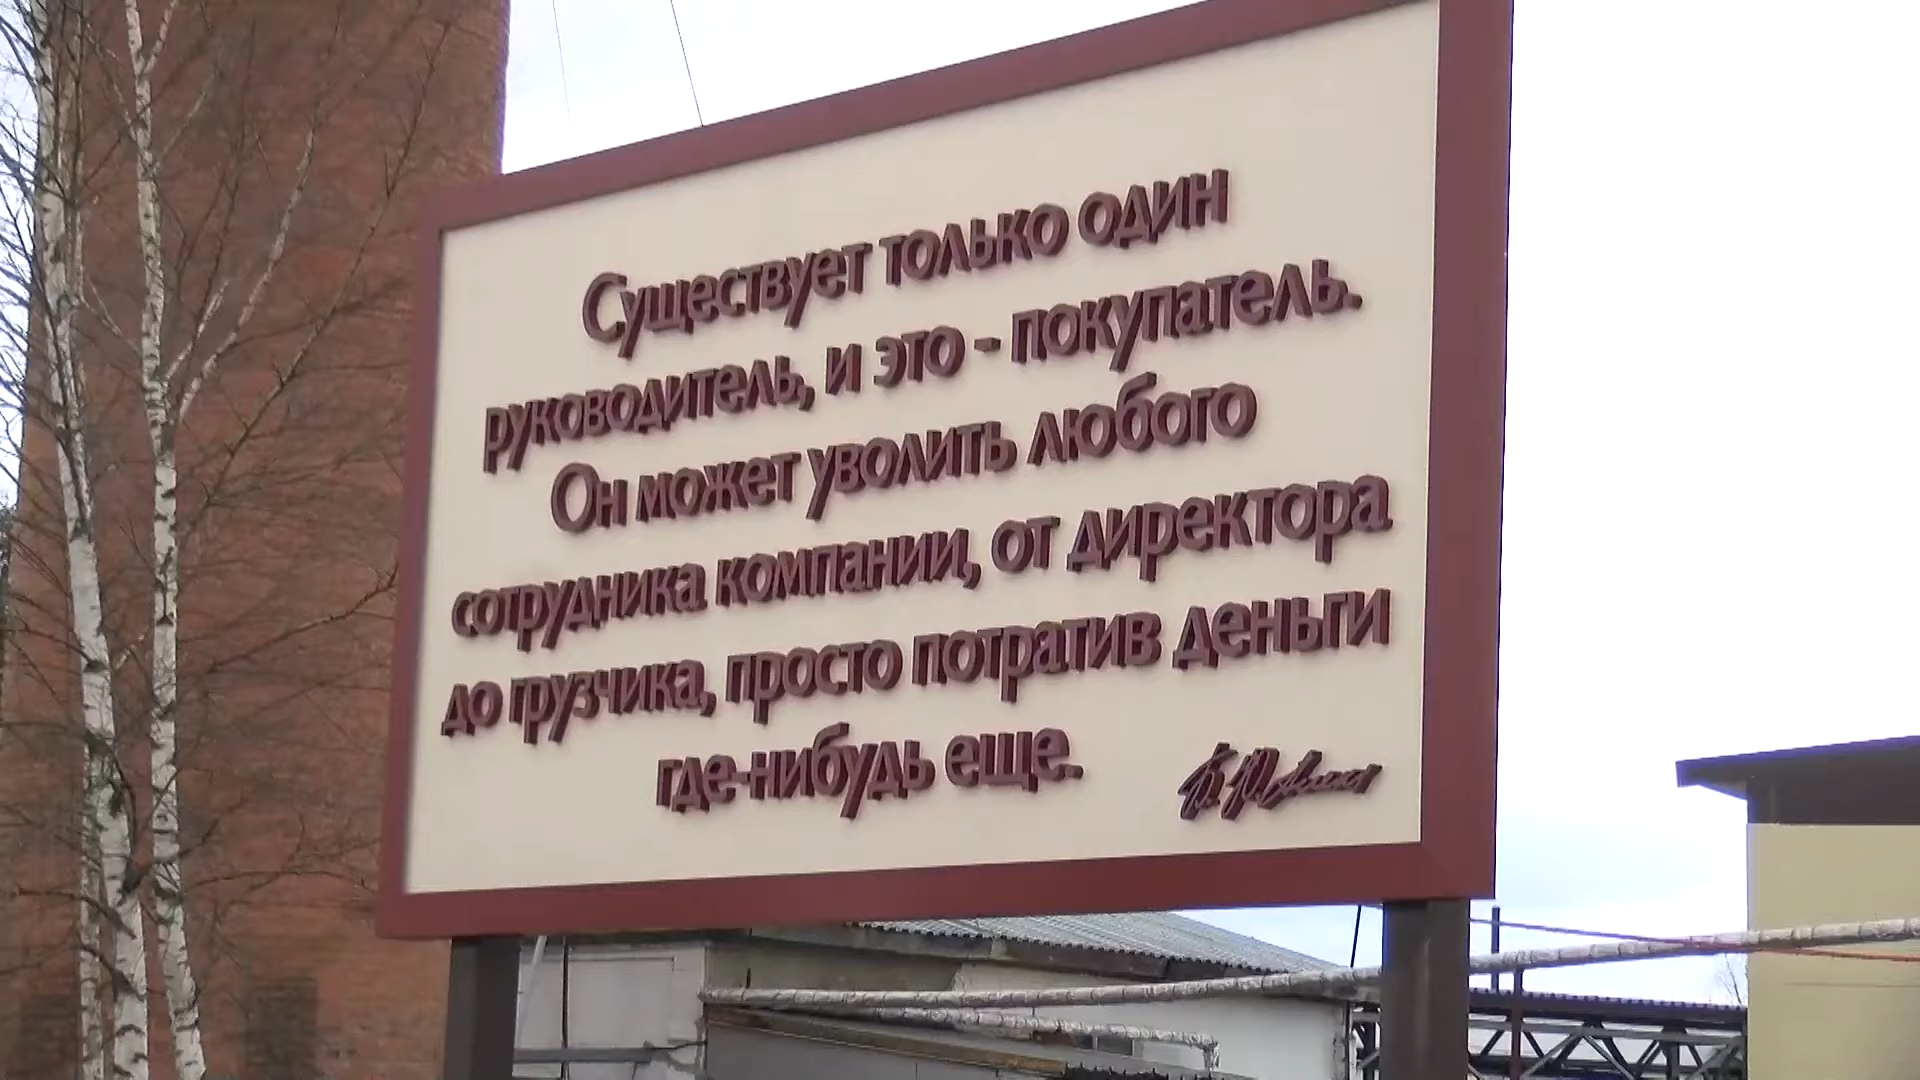 Существует только один
руководитель, и это - покупатель.
Он может уволить любого
сотрудника компании, от директора
до грузчика, просто потратив деньги
где-нибудь еще.